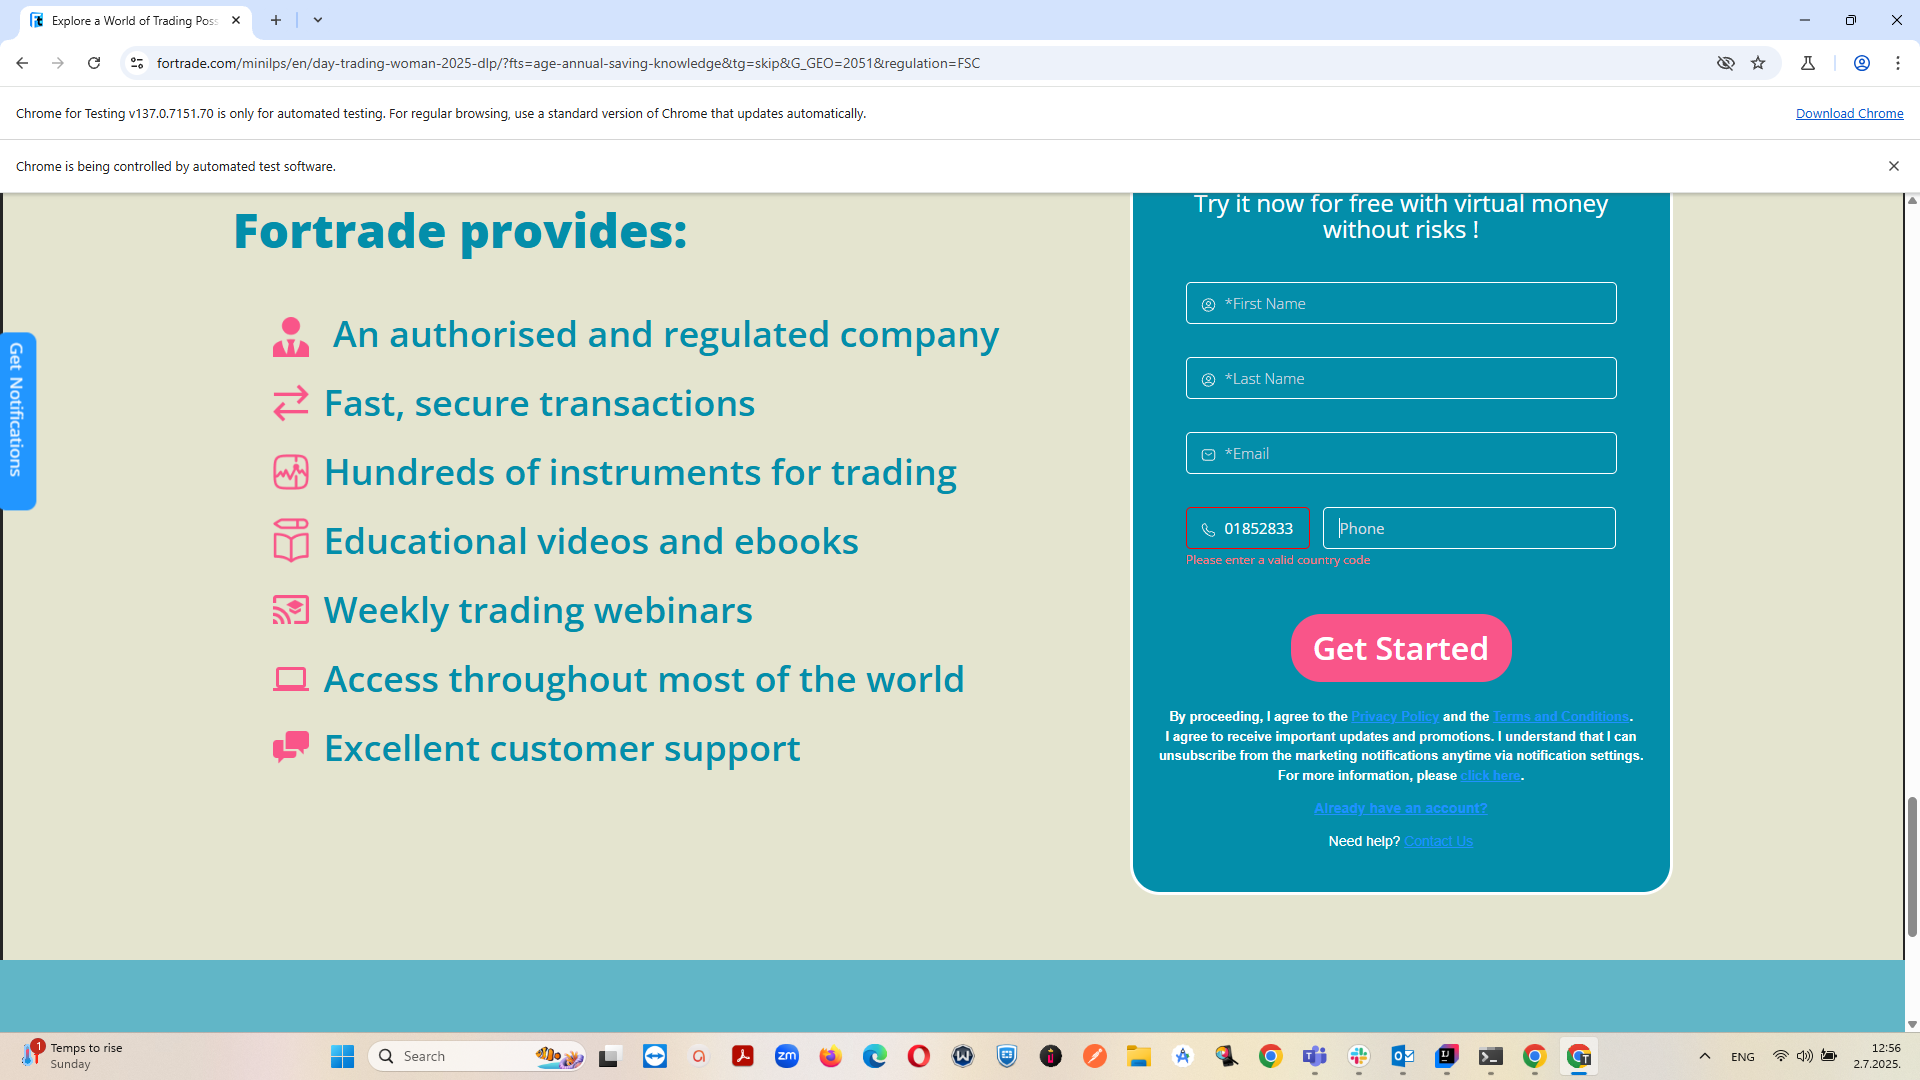 Explore a World of Trading Poss
fortrade.com/minilps/en/day-trading-woman-2025-dlp/?fts=age-annual-saving-knowledge&tg=skip&G_GEO=2051&regulation=FSC
Chrome for Testing v137.0.7151.70 is only for automated testing. For regular browsing, use a standard version of Chrome that updates automatically.
Download Chrome
Chrome is being controlled by automated test software.
Get Notifications
Fortrade provides:
An authorised and regulated company
Fast, secure transactions
Hundreds of instruments for trading
Educational videos and ebooks
Weekly trading webinars
Access throughout most of the world
Excellent customer support
Try it now for free with virtual money
without risks !
*First Name
*Last Name
*Email
01852833
Phone
Please enter a valid country code
Get Started
By proceeding, I agree to the Privacy Policy and the Terms and Conditions.
I agree to receive important updates and promotions. I understand that I can
unsubscribe from the marketing notifications anytime via notification settings.
For more information, please click here.
Already have an account?
Need help? Contact Us
1
Temps to rise
Sunday
Search
zm
ENG
12:56
2.7.2025.